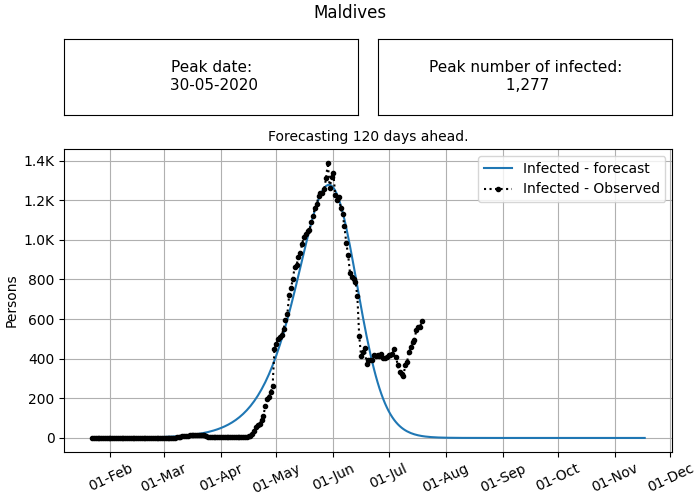 Maldives
Peak date:
30-05-2020
Peak number of infected:
1,277
Forecasting 120 days ahead.
Infected - forecast
Infected - Observed
Persons
1.4K
1.2K
1.0K
800
600
400
200
0
01-Feb
01-Mar
01-Apr
01-May
01-Jun
01-Jul
01-Aug
01-Sep
01-Oct
01-Nov
01-Dec